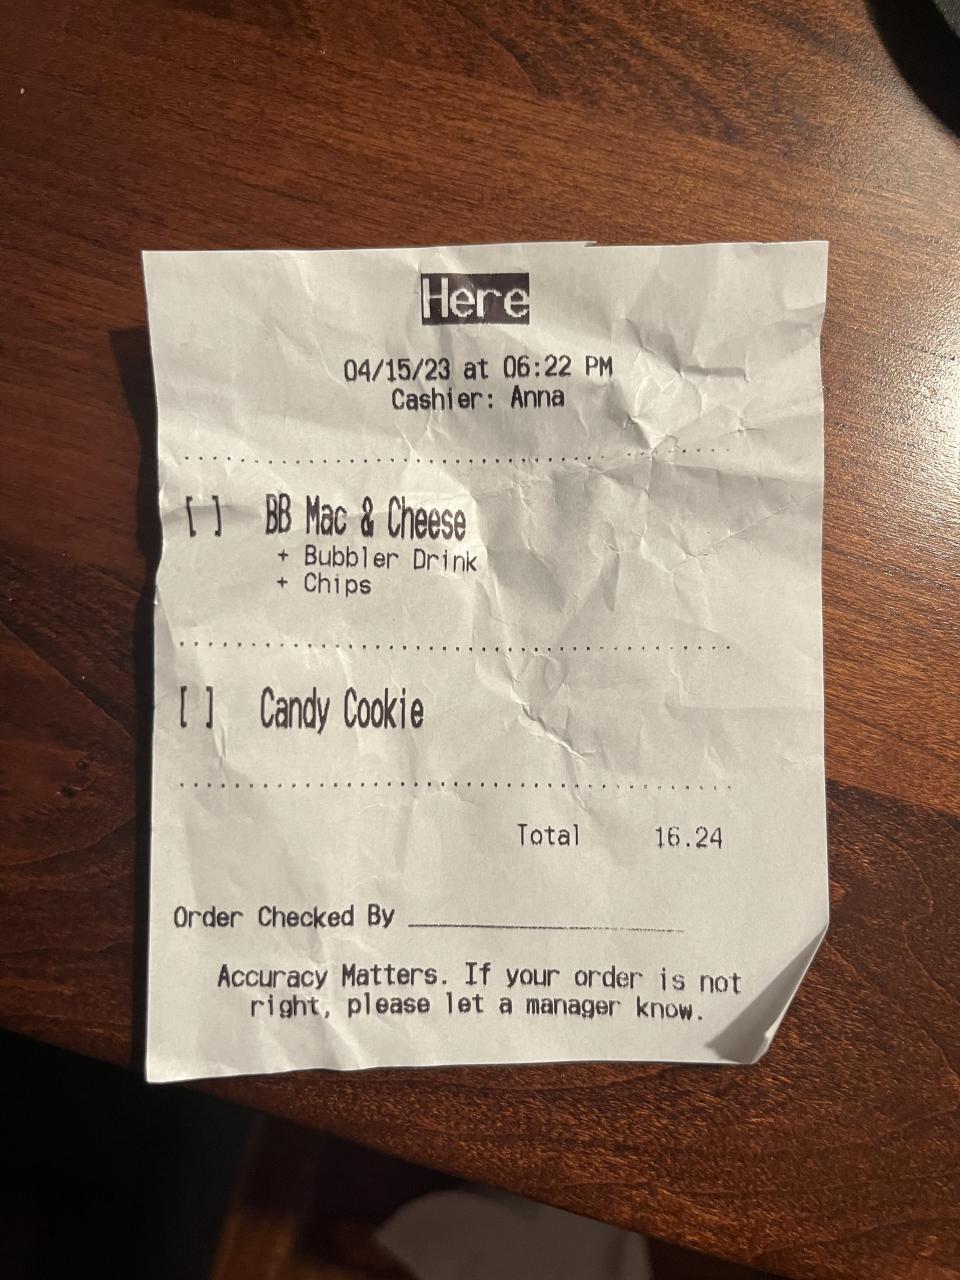 Here
04/15/23 at 06:22 PM
Cashier: Anna
[ ] BB Mac & Cheese
+ Bubbler Drink
+ Chips
[ ] Candy Cookie
Total 16.24
Order Checked By
Accuracy Matters. If your order is not
right, please let a manager know.